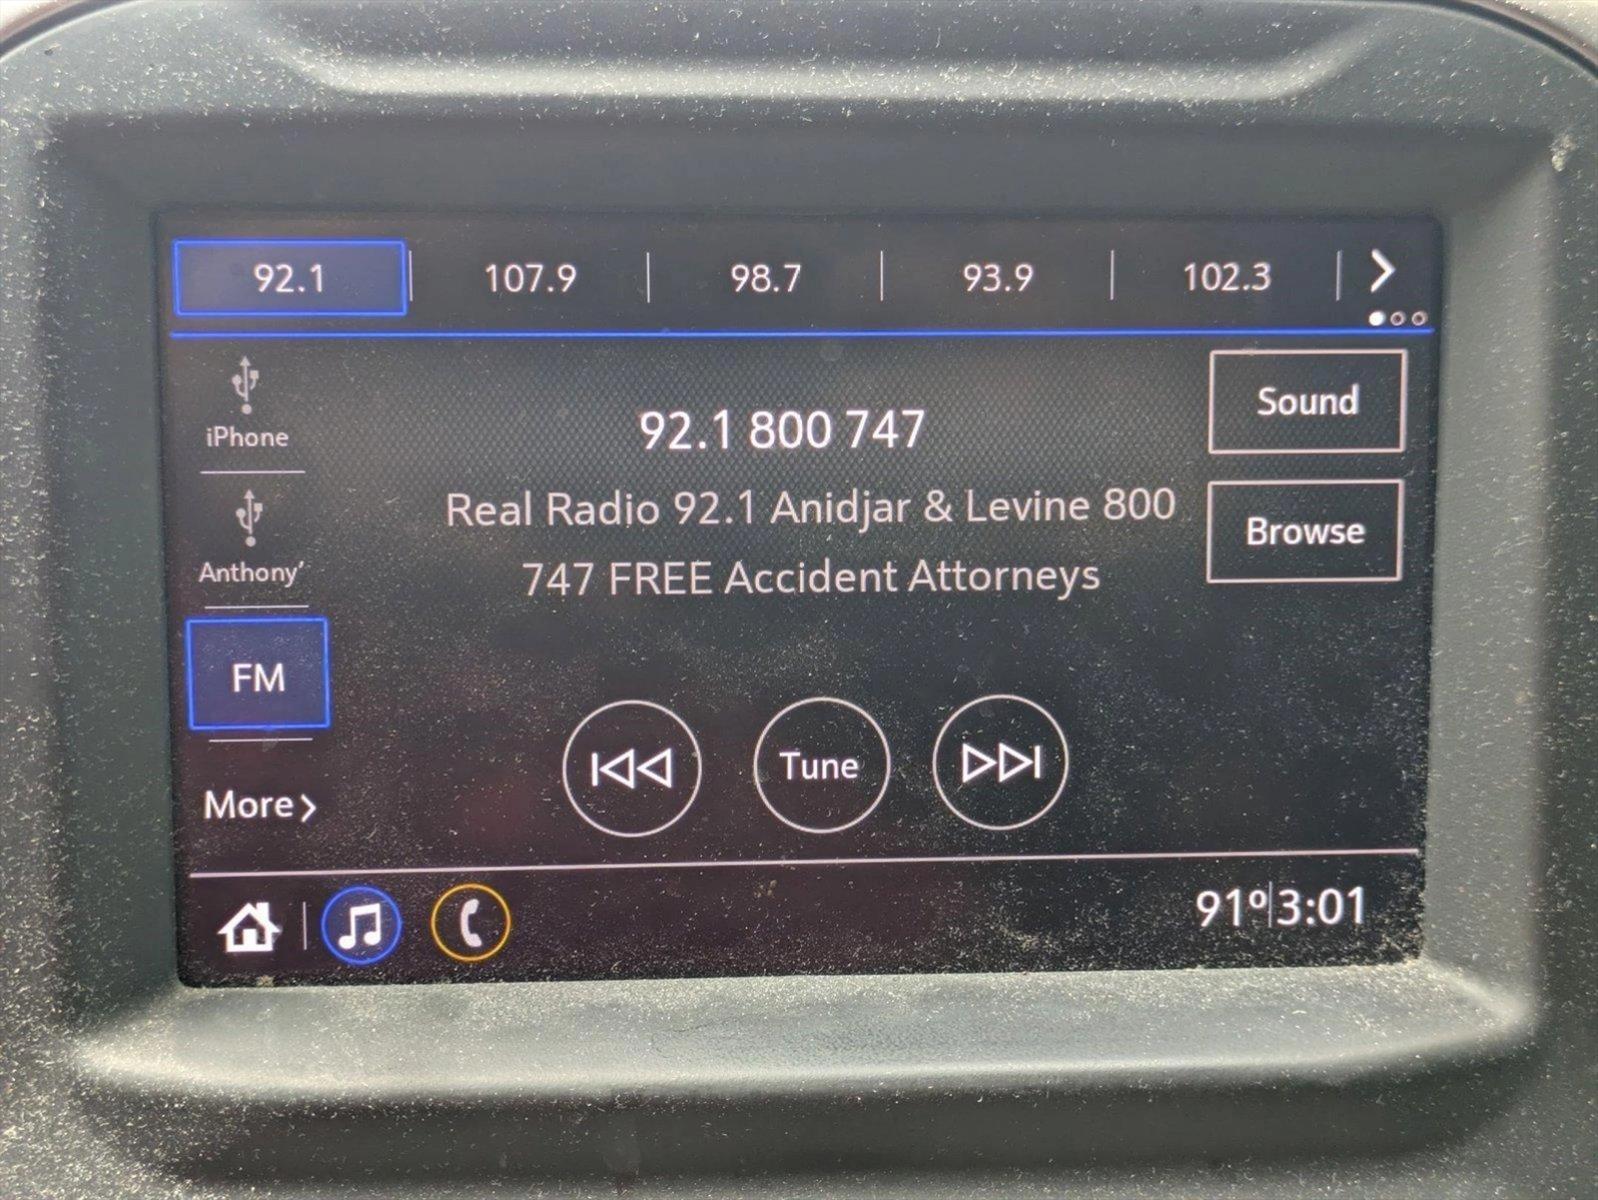 92.1 107.9 98.7 93.9 102.3
iPhone
Anthony'
FM
More
92.1 800 747
Real Radio 92.1 Anidjar & Levine 800
747 FREE Accident Attorneys
Sound
Browse
Tune
91º 3:01